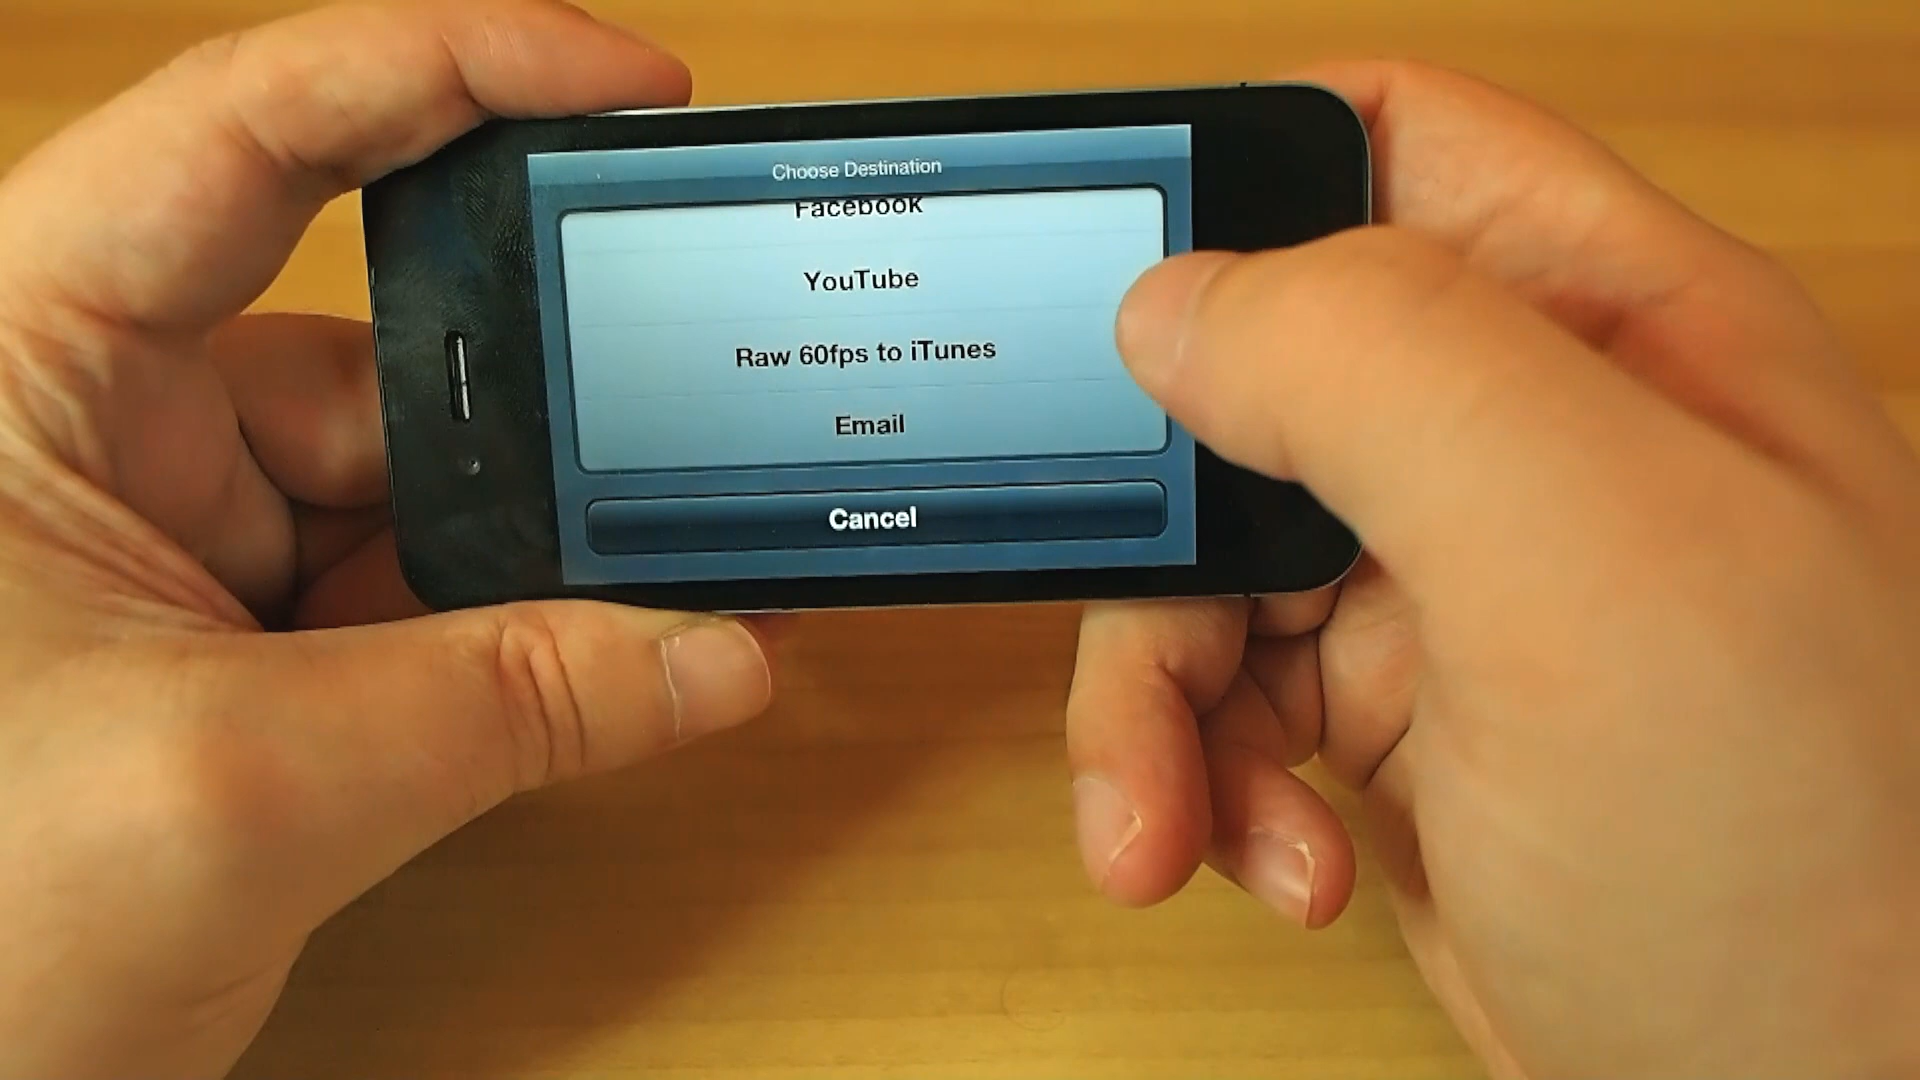 Choose Destination
Facebook
YouTube
Raw 60fps to iTunes
Email
Cancel